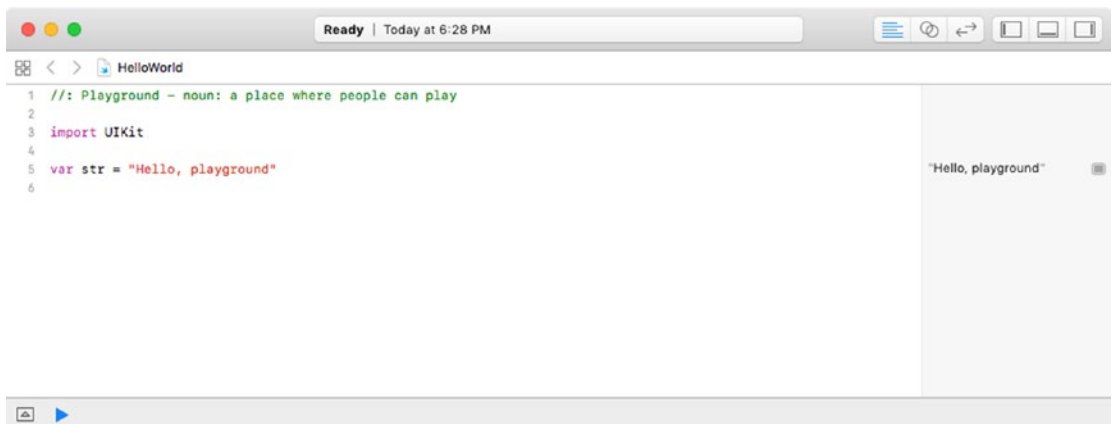 Ready | Today at 6:28 PM
HelloWorld
1 //: Playground – noun: a place where people can play
2
3 import UIKit
4
5 var str = "Hello, playground"
"Hello, playground"
6